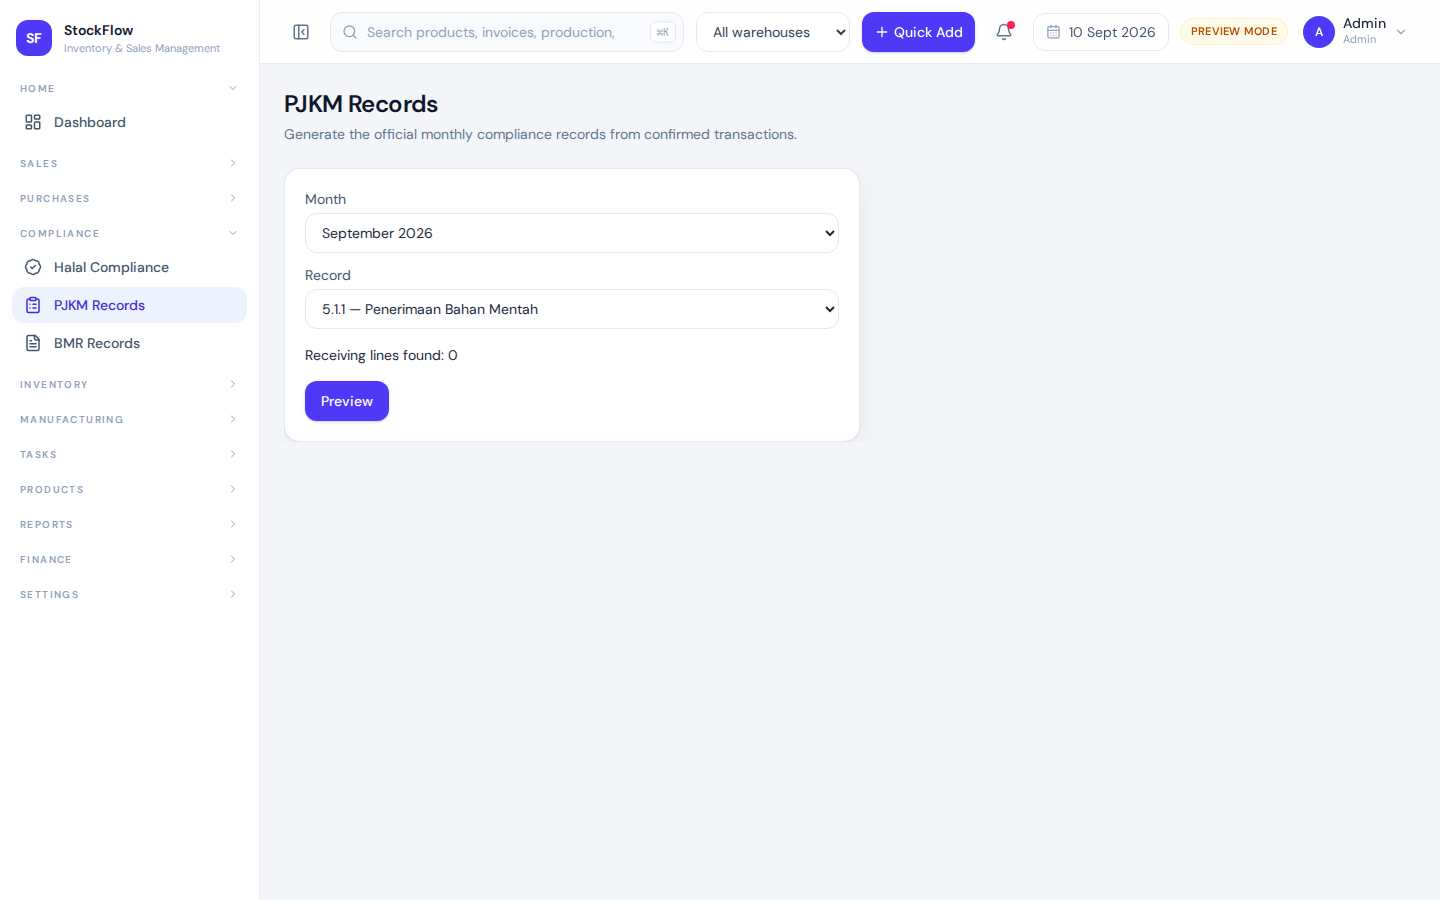 SF
StockFlow
Inventory & Sales Management
HOME
Dashboard
SALES
PURCHASES
COMPLIANCE
Halal Compliance
PJKM Records
BMR Records
INVENTORY
MANUFACTURING
TASKS
PRODUCTS
REPORTS
FINANCE
SETTINGS
Search products, invoices, production,
⌘K
All warehouses
+ Quick Add
10 Sept 2026
PREVIEW MODE
A
Admin
Admin
PJKM Records
Generate the official monthly compliance records from confirmed transactions.
Month
September 2026
Record
5.1.1 — Penerimaan Bahan Mentah
Receiving lines found: 0
Preview